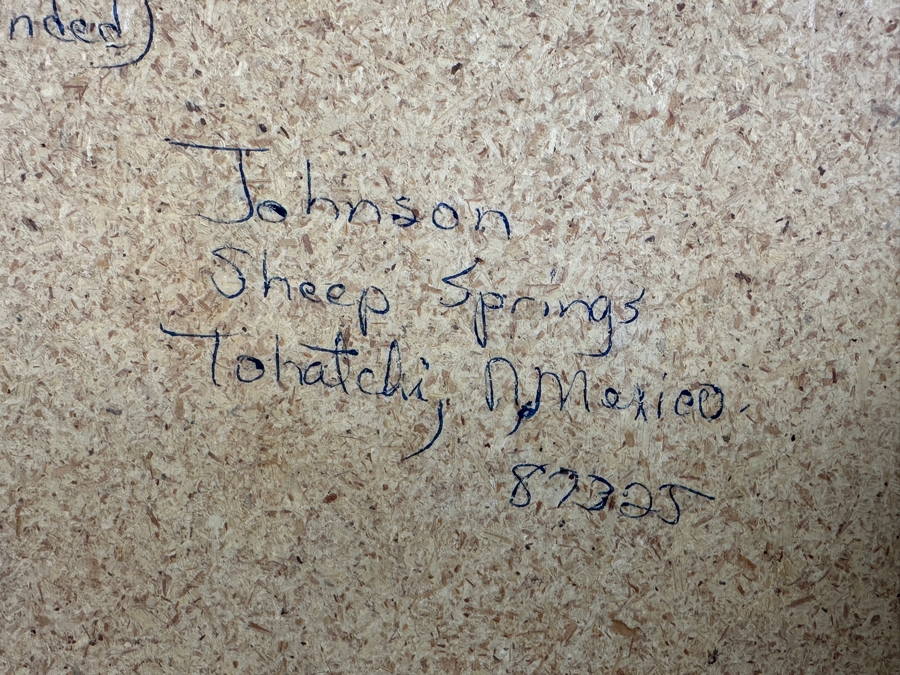 nded)
Johnson
Sheep Springs
Tohatchi, N,Mexico.
87325